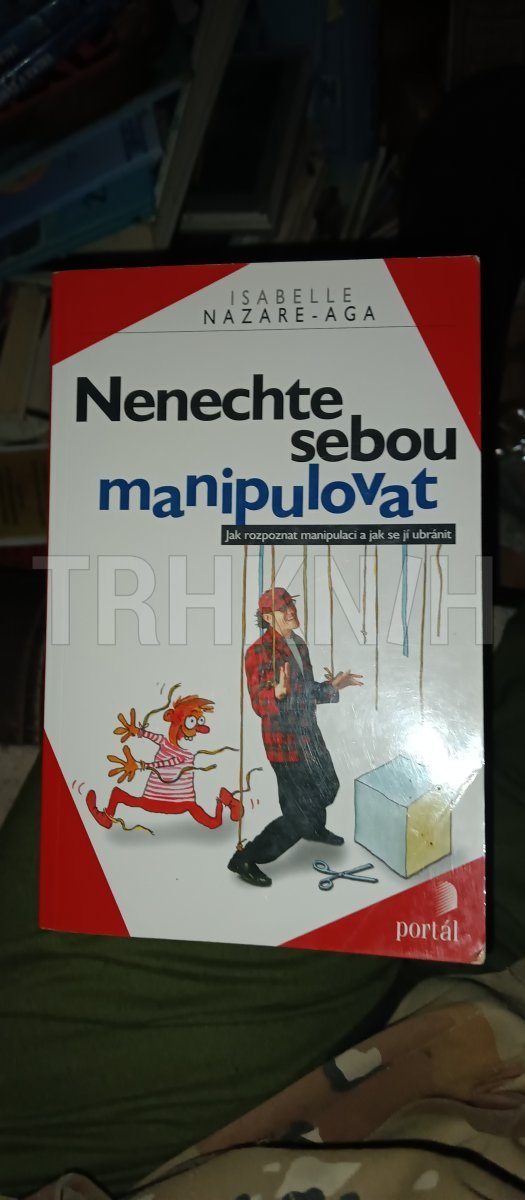 ISABELLE
NAZARE-AGA
Nenechte
sebou
manipulovat
Jak rozpoznat manipulaci a jak se jí ubránit
TRHKNIH
portál